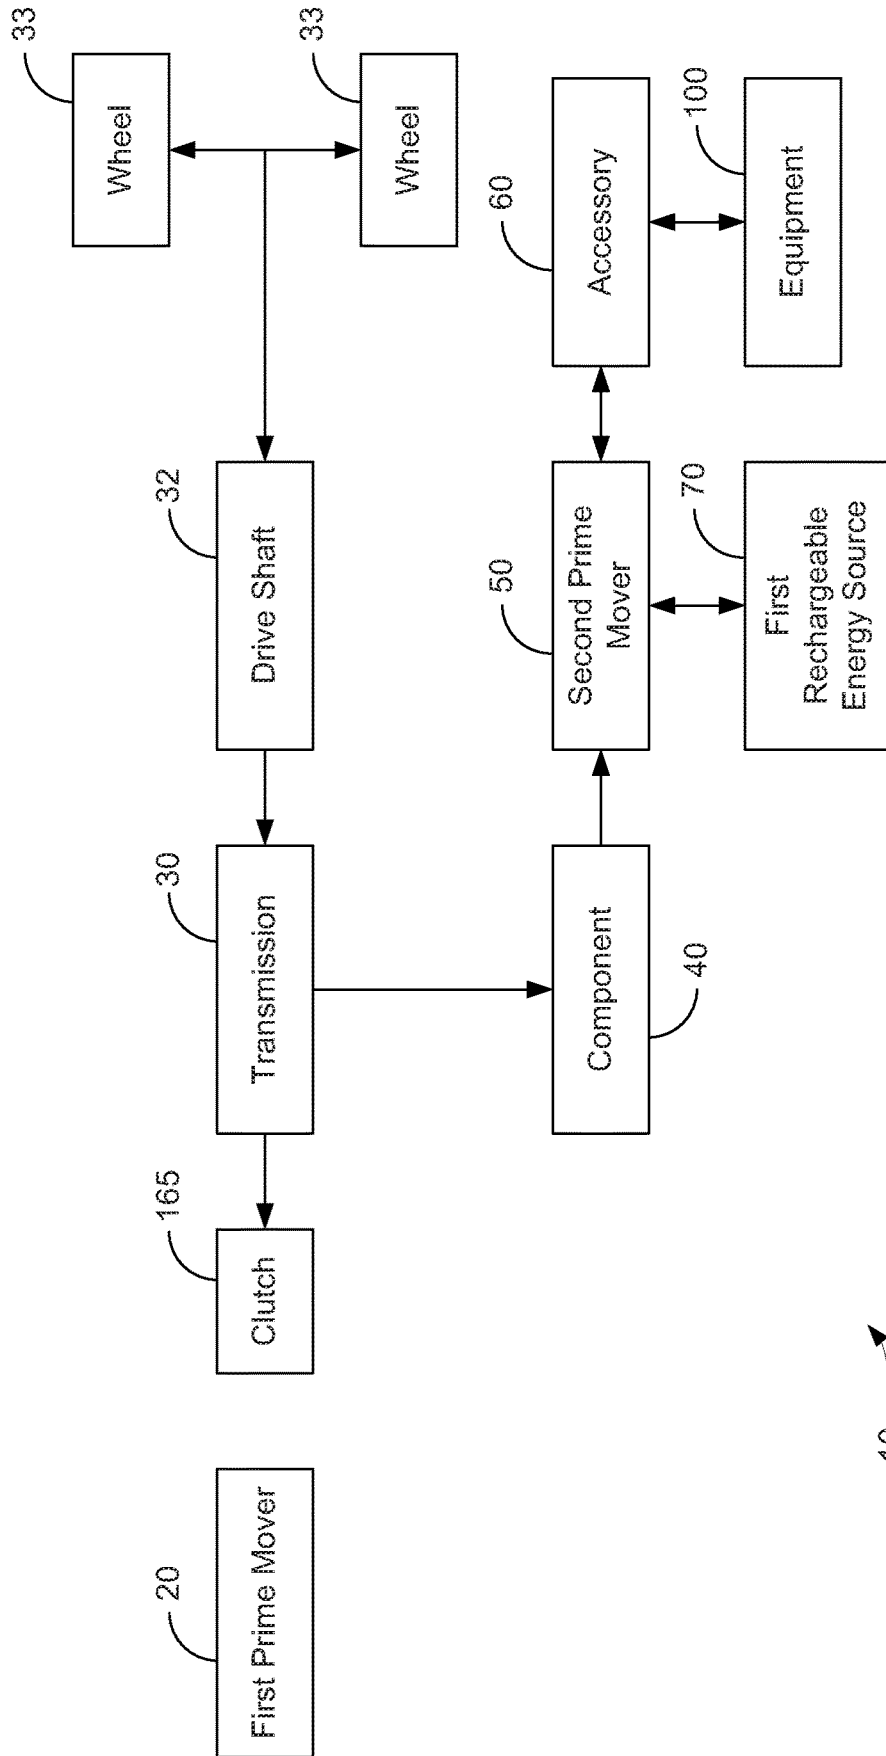 33
Wheel
20
165
30
32
First Prime Mover
Clutch
Transmission
Drive Shaft
33
Wheel
50
60
Component
Second Prime
Mover
Accessory
40
70
100
First
Rechargeable
Energy Source
Equipment